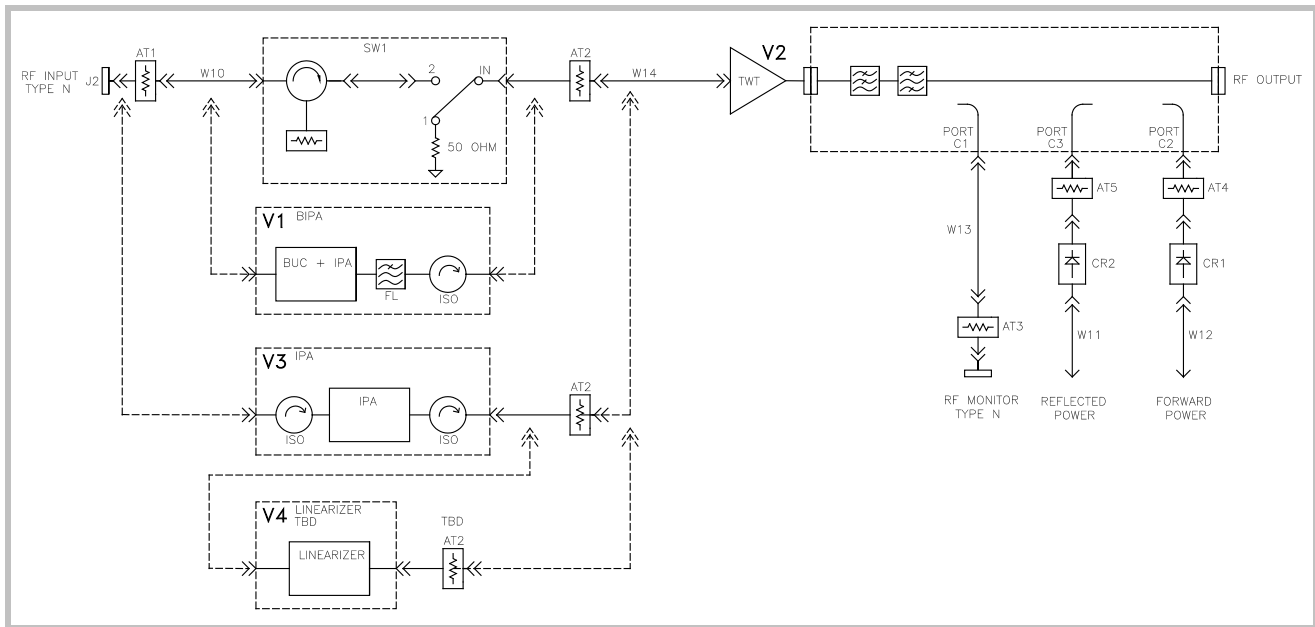 RF INPUT
TYPE N
J2
AT1
W10
SW1
2
IN
1
50 OHM
AT2
W14
V2
TWT
RF OUTPUT
PORT
C1
PORT
C3
PORT
C2
AT5
AT4
W13
CR2
CR1
AT3
W11
W12
RF MONITOR
TYPE N
REFLECTED
POWER
FORWARD
POWER
V1 BIPA
BUC + IPA
FL
ISO
V3 IPA
ISO
IPA
ISO
AT2
V4 LINEARIZER
TBD
LINEARIZER
TBD
AT2